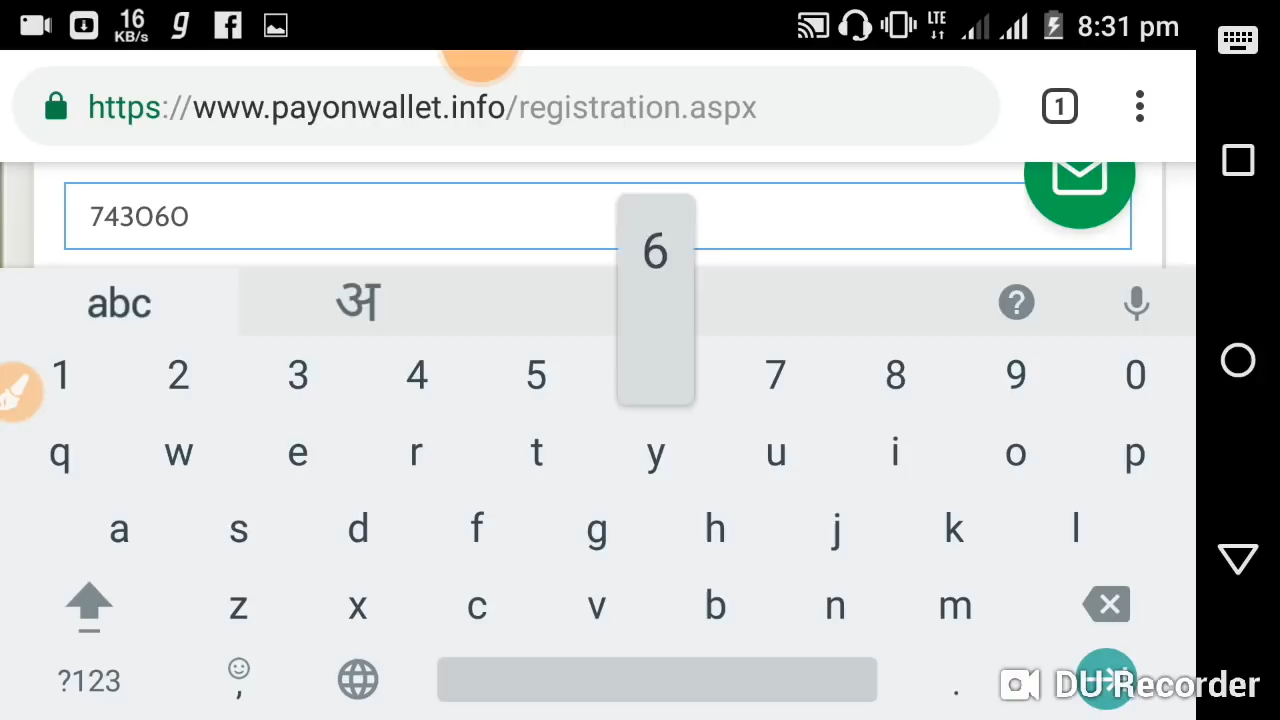 16 KB/s g f LTE 8:31 pm
https://www.payonwallet.info/registration.aspx 1
743060
6
abc अ ?
1 2 3 4 5 7 8 9 0
q w e r t y u i o p
a s d f g h j k l
z x c v b n m
?123 , .
DU Recorder